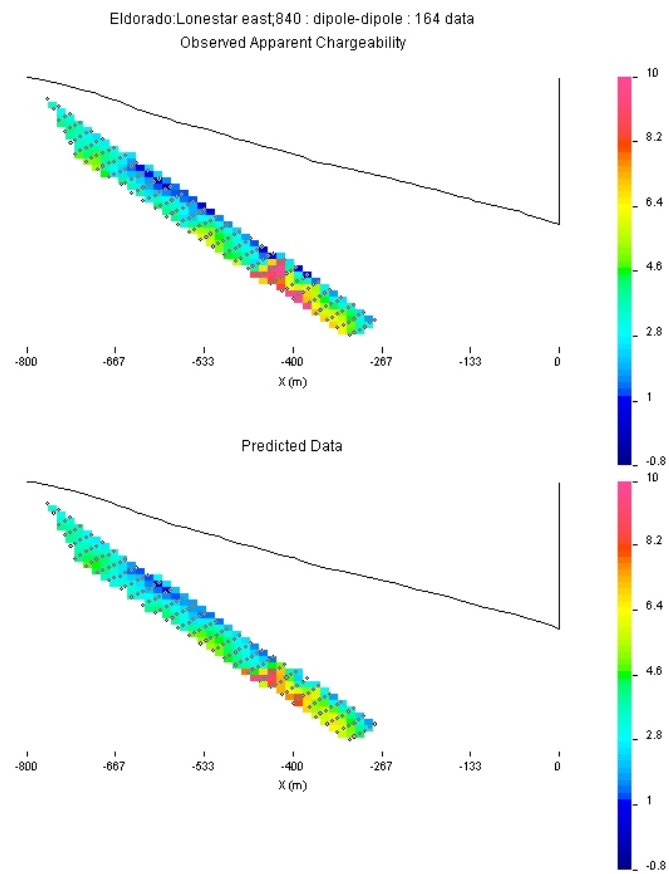 Eldorado:Lonestar east;840 : dipole-dipole : 164 data
Observed Apparent Chargeability
10
8.2
6.4
4.6
2.8
1
-0.8
-800 -667 -533 -400 -267 -133 0
X (m)
Predicted Data
10
8.2
6.4
4.6
2.8
1
-0.8
-800 -667 -533 -400 -267 -133 0
X (m)